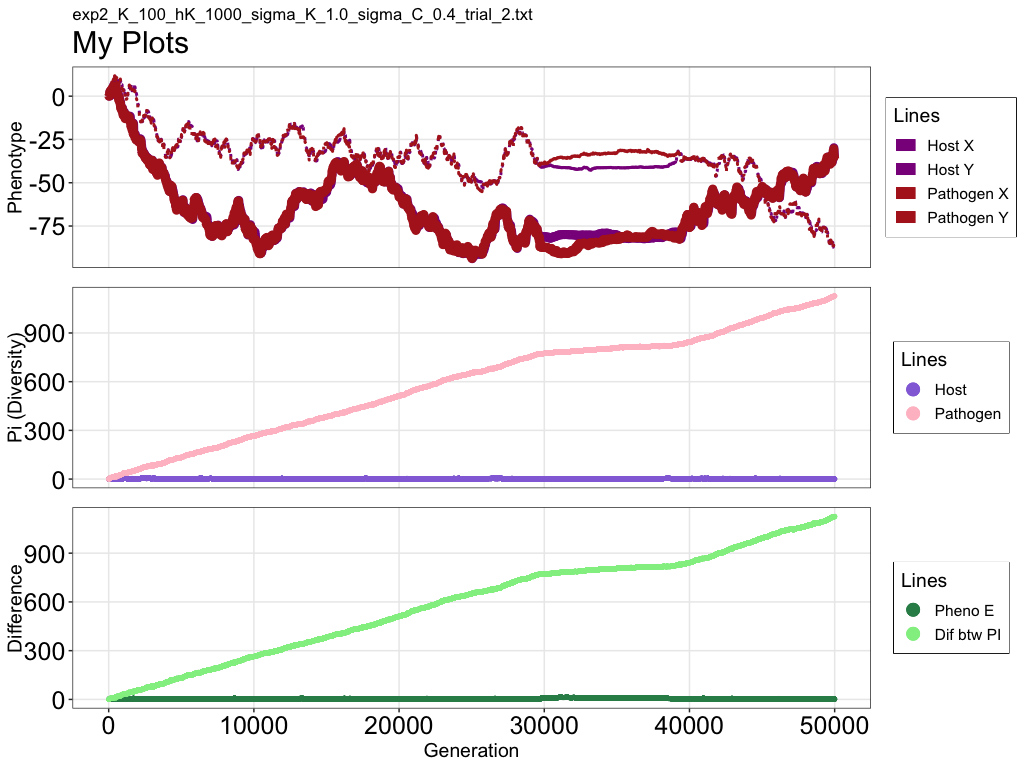 exp2_K_100_hK_1000_sigma_K_1.0_sigma_C_0.4_trial_2.txt
My Plots
Phenotype
0
-25
-50
-75
Lines
Host X
Host Y
Pathogen X
Pathogen Y
Pi (Diversity)
900
600
300
0
Lines
Host
Pathogen
Difference
900
600
300
0
Lines
Pheno E
Dif btw PI
0 10000 20000 30000 40000 50000
Generation